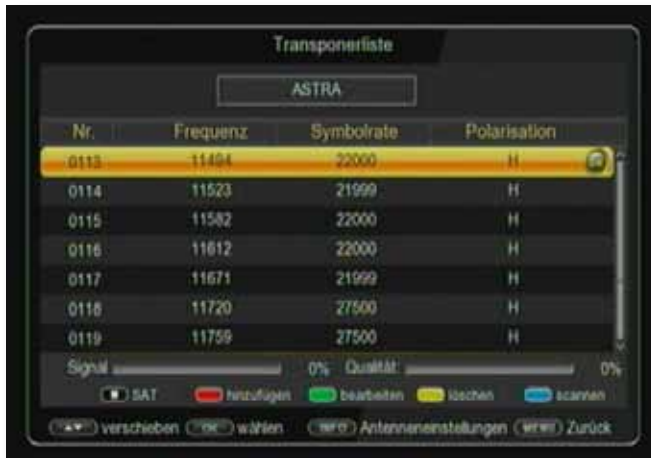 Transponerliste
ASTRA
Nr. Frequenz Symbolrate Polarisation
0113 11494 22000 H
0114 11523 21999 H
0115 11582 22000 H
0116 11612 22000 H
0117 11671 21999 H
0118 11720 27500 H
0119 11759 27500 H
Signal 0% Qualität: 0%
SAT hinzufügen bearbeiten löschen scannen
verschieben OK wählen INFO Antenneneinstellungen MENU Zurück